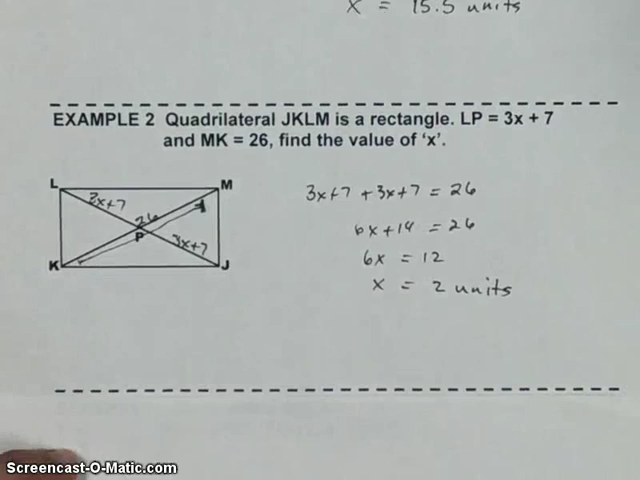 x = 15.5 units
EXAMPLE 2 Quadrilateral JKLM is a rectangle. LP = 3x + 7
and MK = 26, find the value of ‘x’.
L
M
3x+7
26
P
3x+7
K
J
3x+7 + 3x+7 = 26
6x+14 = 26
6x = 12
x = 2 units
Screencast-O-Matic.com